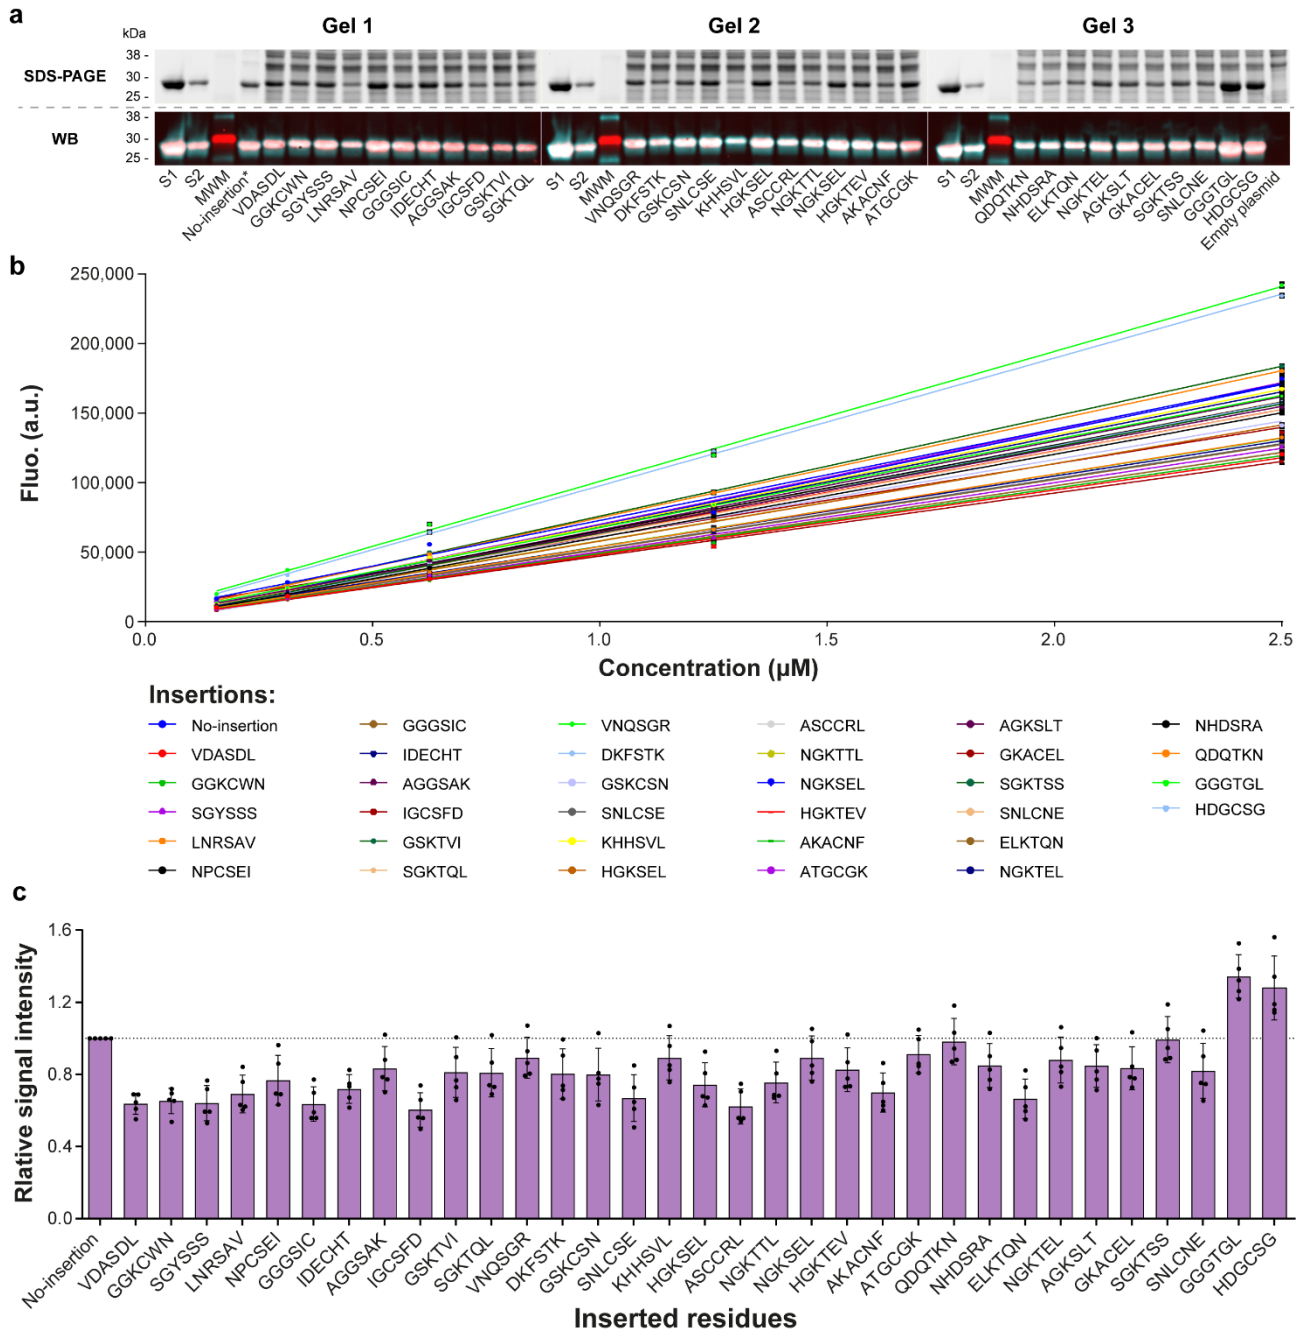 a
Gel 1 Gel 2 Gel 3
kDa
38 -
SDS-PAGE
30 -
25 -
38 -
WB
30 -
25 -
S1 S2 MWM No-insertion* VDASDL GGKCWN SGYSSS LNRSAV NPCSEI GGGSIC IDECHT AGGSAK IGCSFD GSKTVI SGKTQL S1 S2 MWM VNQSGR DKFSTK GSKCSN SNLCSE KHHSVL HGKSEL ASCCRL NGKTTL NGKSEL HGKTEV AKACNF ATGCGK S1 S2 MWM QDQTKN NHDSRA ELKTQN NGKTEL AGKSLT GKACEL SGKTSS SNLCNE GGGTGL HDGCSG Empty plasmid
b
250,000
200,000
150,000
100,000
50,000
0
Fluo. (a.u.)
0.0 0.5 1.0 1.5 2.0 2.5
Concentration (µM)
Insertions:
No-insertion GGGSIC VNQSGR ASCCRL AGKSLT NHDSRA
VDASDL IDECHT DKFSTK NGKTTL GKACEL QDQTKN
GGKCWN AGGSAK GSKCSN NGKSEL SGKTSS GGGTGL
SGYSSS IGCSFD SNLCSE HGKTEV SNLCNE HDGCSG
LNRSAV GSKTVI KHHSVL AKACNF ELKTQN
NPCSEI SGKTQL HGKSEL ATGCGK NGKTEL
c
1.6
1.2
0.8
0.4
0.0
Rlative signal intensity
No-insertion VDASDL GGKCWN SGYSSS LNRSAV NPCSEI GGGSIC IDECHT AGGSAK IGCSFD GSKTVI SGKTQL VNQSGR DKFSTK GSKCSN SNLCSE KHHSVL HGKSEL ASCCRL NGKTTL NGKSEL HGKTEV AKACNF ATGCGK QDQTKN NHDSRA ELKTQN NGKTEL AGKSLT GKACEL SGKTSS SNLCNE GGGTGL HDGCSG
Inserted residues